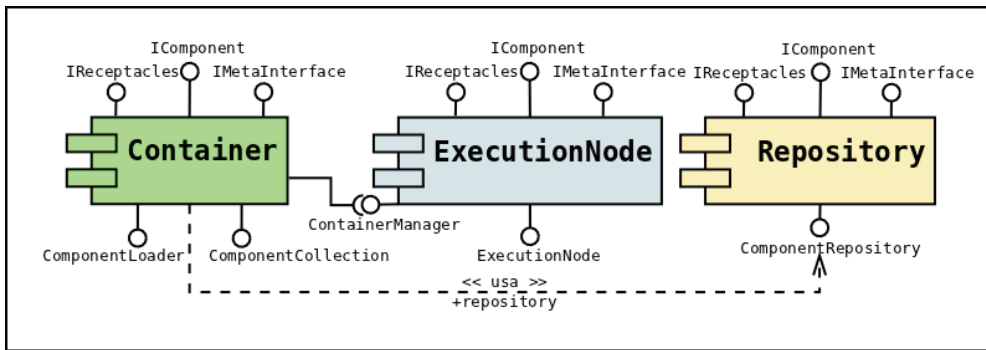 IComponent
IReceptacles
IMetaInterface
Container
ComponentLoader
ComponentCollection
ContainerManager
IComponent
IReceptacles
IMetaInterface
ExecutionNode
ExecutionNode
IComponent
IReceptacles
IMetaInterface
Repository
ComponentRepository
<< usa >>
+repository